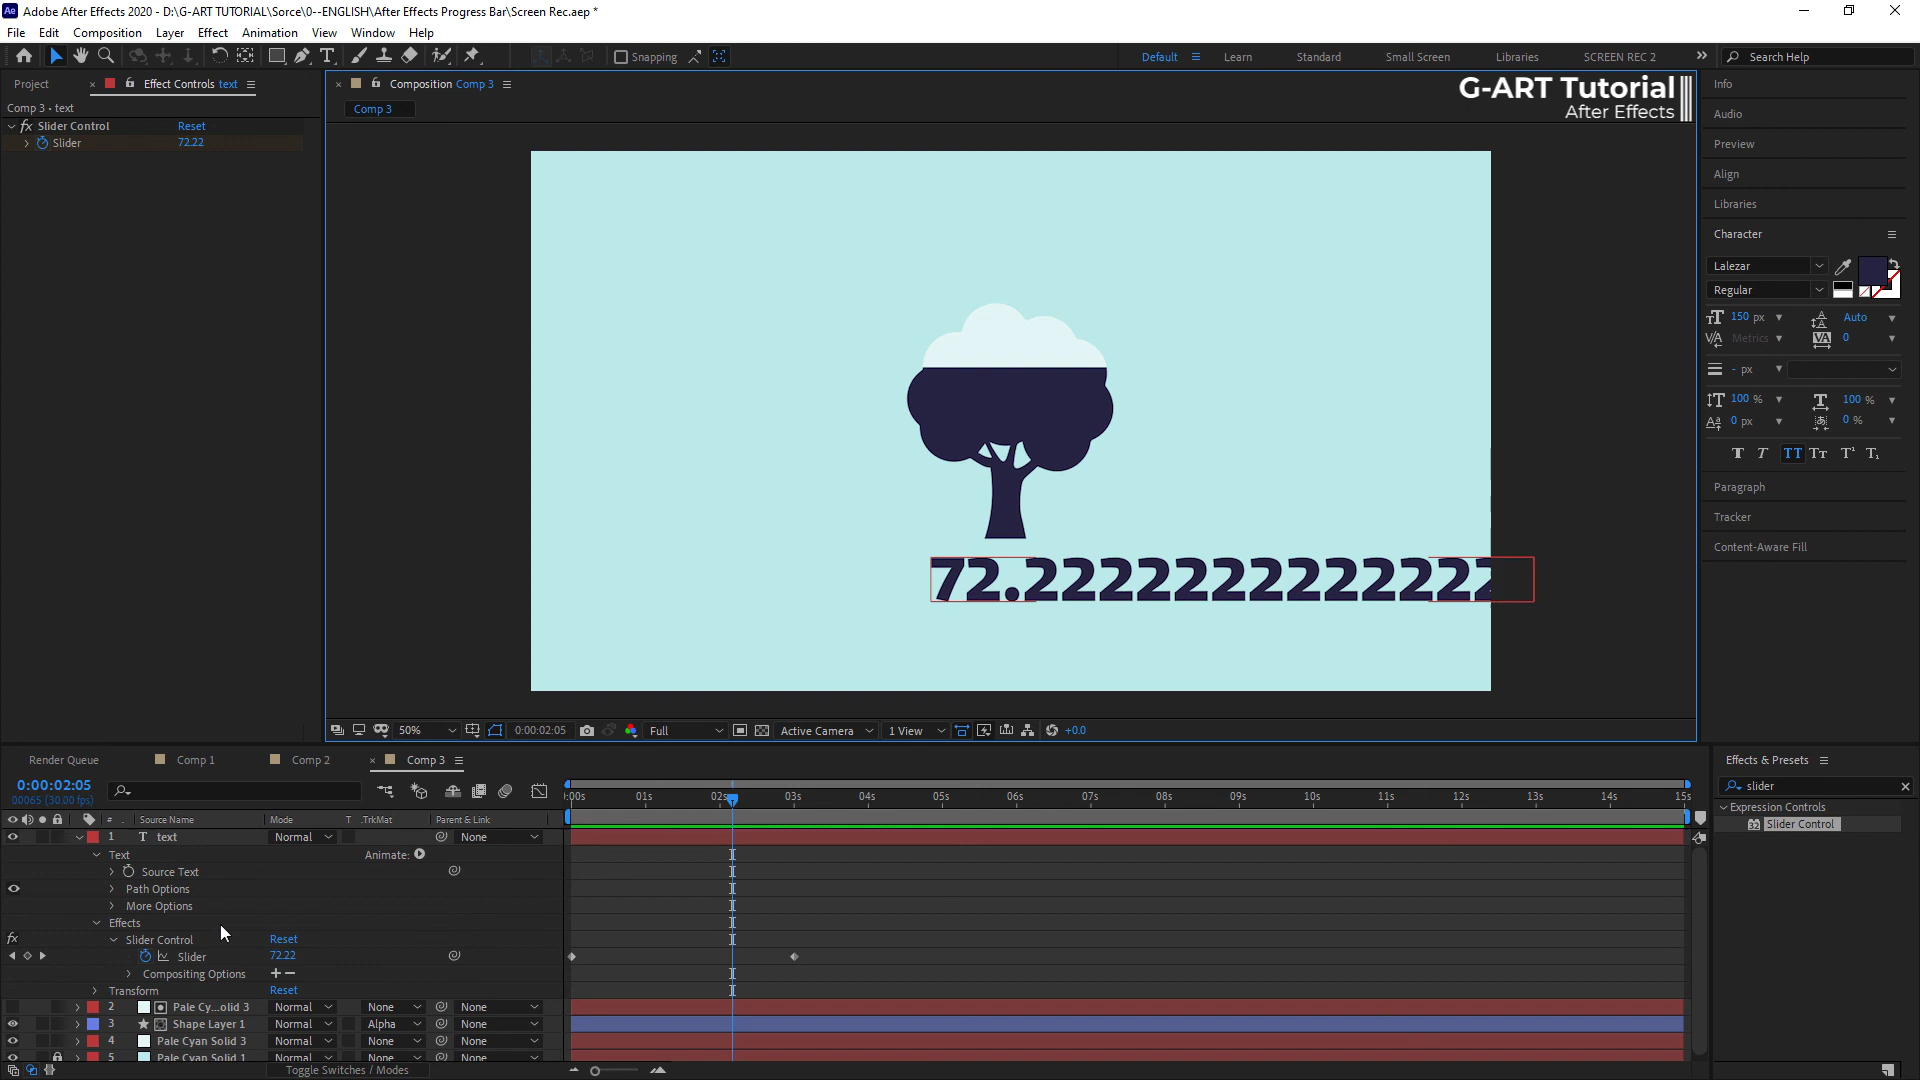 Adobe After Effects 2020 - D:\G-ART TUTORIAL\Sorce\0--ENGLISH\After Effects Progress Bar\Screen Rec.aep *
File Edit Composition Layer Effect Animation View Window Help
Snapping
Default Learn Standard Small Screen Libraries SCREEN REC 2 Search Help
Project Effect Controls text
Comp 3 • text
fx Slider Control Reset
Slider 72.22
Composition Comp 3
Comp 3
G-ART Tutorial
After Effects
72.22222222222222
50% 0:00:02:05 Full Active Camera 1 View +0.0
Info
Audio
Preview
Align
Libraries
Character
Lalezar
Regular
150 px Auto
Metrics 0
- px
100 % 100 %
0 px 0 %
Paragraph
Tracker
Content-Aware Fill
Render Queue Comp 1 Comp 2 Comp 3
0:00:02:05
00065 (30.00 fps)
:00s 01s 02s 03s 04s 05s 06s 07s 08s 09s 10s 11s 12s 13s 14s 15s
# Source Name Mode T .TrkMat Parent & Link
1 T text Normal None
Text Animate:
Source Text
Path Options
More Options
Effects
fx Slider Control Reset
Slider 72.22
Compositing Options
Transform Reset
2 Pale Cy...olid 3 Normal None None
3 Shape Layer 1 Normal Alpha None
4 Pale Cyan Solid 3 Normal None None
5 Pale Cyan Solid 1 Normal None None
Toggle Switches / Modes
Effects & Presets
slider
Expression Controls
Slider Control